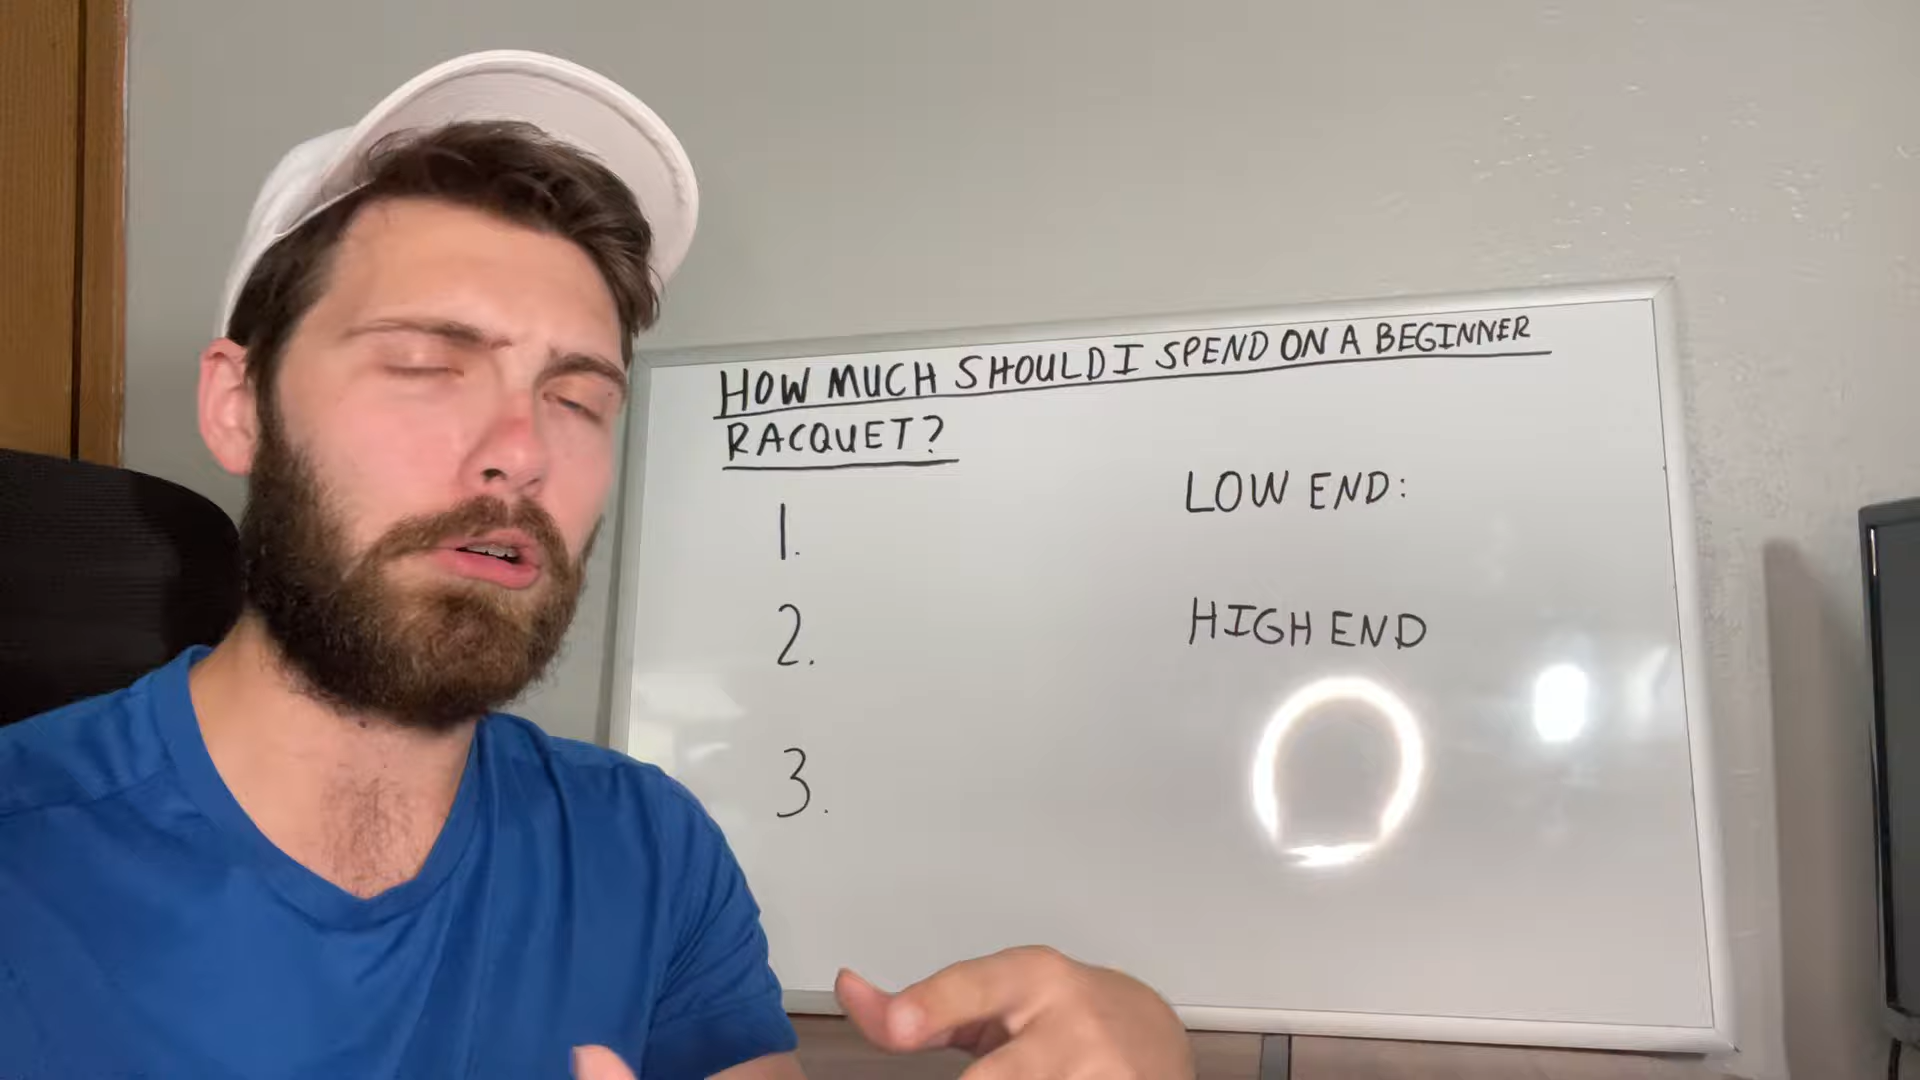 HOW MUCH SHOULD I SPEND ON A BEGINNER
RACQUET?
1.
2.
3.
LOW END:
HIGH END